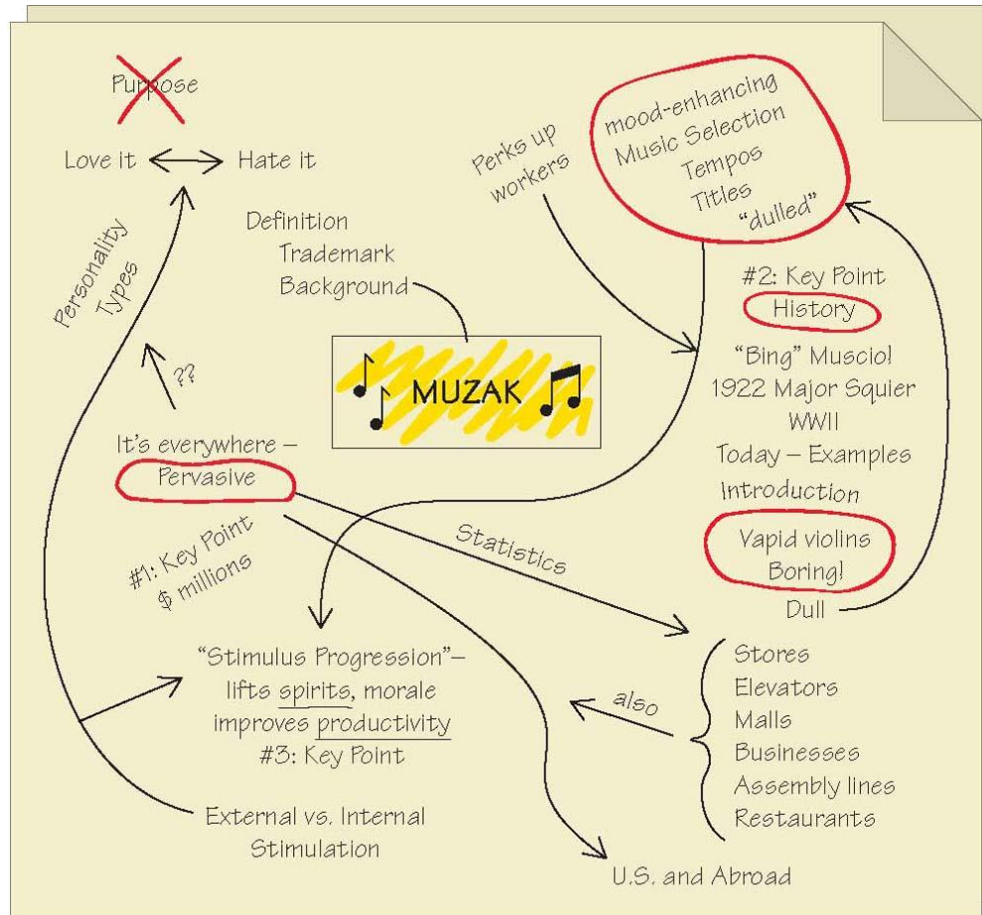 Purpose
Love it
Hate it
Personality
Types
??
Definition
Trademark
Background
MUZAK
Perks up
workers
mood-enhancing
Music Selection
Tempos
Titles
"dulled"
#2: Key Point
History
"Bing" Muscio!
1922 Major Squier
WWII
Today – Examples
Introduction
Vapid violins
Boring!
Dull
It's everywhere –
Pervasive
#1: Key Point
$ millions
Statistics
"Stimulus Progression"–
lifts spirits, morale
improves productivity
#3: Key Point
also
Stores
Elevators
Malls
Businesses
Assembly lines
Restaurants
External vs. Internal
Stimulation
U.S. and Abroad